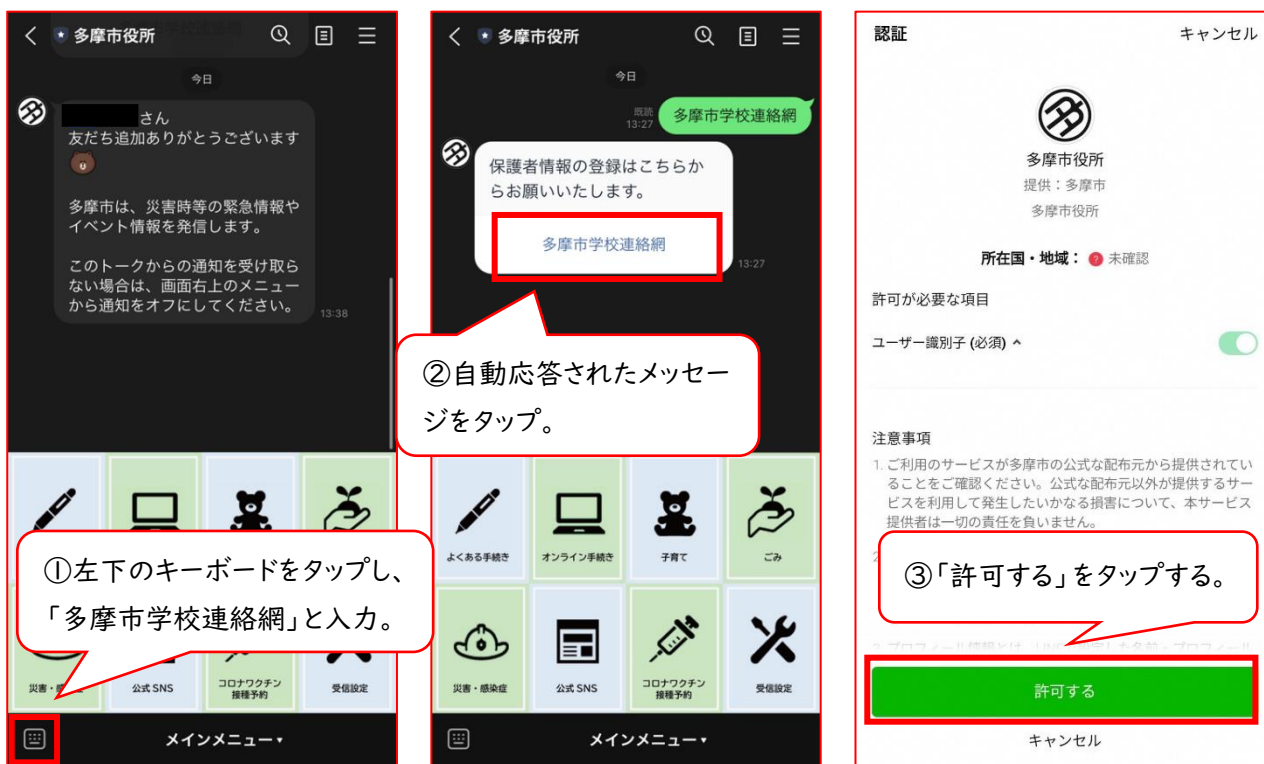 多摩市役所
今日
さん
友だち追加ありがとうございます
多摩市は、災害時等の緊急情報や
イベント情報を発信します。
このトークからの通知を受け取ら
ない場合は、画面右上のメニュー
から通知をオフにしてください。
13:38
①左下のキーボードをタップし、
「多摩市学校連絡網」と入力。
災害・感
公式 SNS
コロナワクチン
接種予約
受信設定
メインメニュー▾
多摩市役所
今日
既読
13:27
多摩市学校連絡網
保護者情報の登録はこちらか
らお願いいたします。
多摩市学校連絡網
13:27
②自動応答されたメッセー
ジをタップ。
よくある手続き
オンライン手続き
子育て
ごみ
災害・感染症
公式 SNS
コロナワクチン
接種予約
受信設定
メインメニュー▾
認証
キャンセル
多摩市役所
提供：多摩市
多摩市役所
所在国・地域： ? 未確認
許可が必要な項目
ユーザー識別子 (必須) ^
注意事項
1. ご利用のサービスが多摩市の公式な配布元から提供されてい
ることをご確認ください。公式な配布元以外が提供するサー
ビスを利用して発生したいかなる損害について、本サービス
提供者は一切の責任を負いません。
③「許可する」をタップする。
許可する
キャンセル